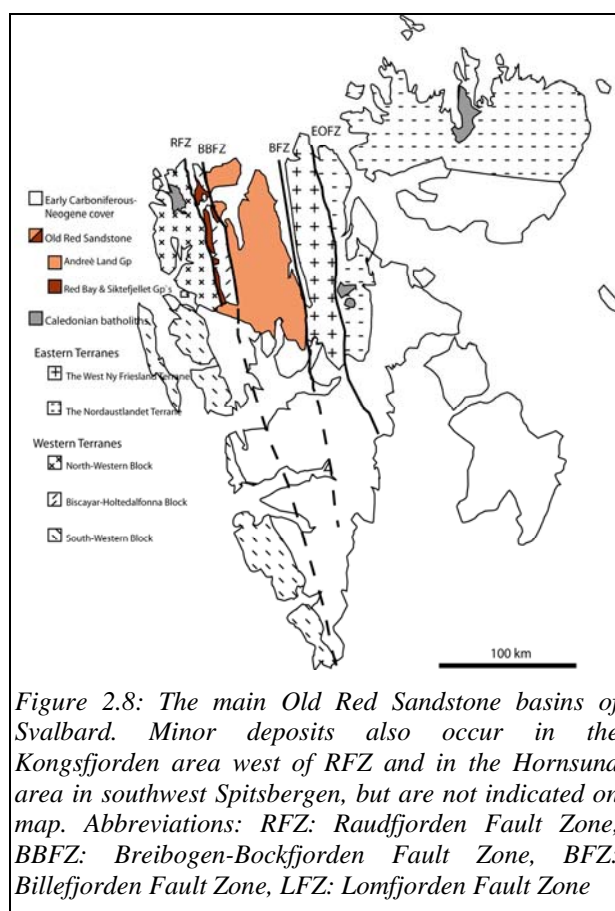 RFZ
BBFZ
BFZ
EOFZ
Early Carboniferous-
Neogene cover
Old Red Sandstone
Andreè Land Gp
Red Bay & Siktefjellet Gp´s
Caledonian batholiths
Eastern Terranes
The West Ny Friesland Terrane
The Nordaustlandet Terrane
Western Terranes
North-Western Block
Biscayar-Holtedalfonna Block
South-Western Block
100 km
Figure 2.8: The main Old Red Sandstone basins of
Svalbard. Minor deposits also occur in the
Kongsfjorden area west of RFZ and in the Hornsund
area in southwest Spitsbergen, but are not indicated on
map. Abbreviations: RFZ: Raudfjorden Fault Zone,
BBFZ: Breibogen-Bockfjorden Fault Zone, BFZ:
Billefjorden Fault Zone, LFZ: Lomfjorden Fault Zone